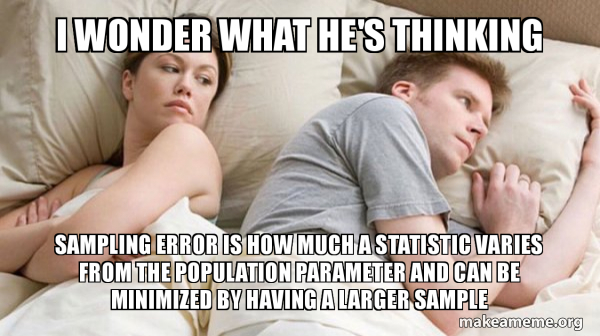 I WONDER WHAT HE'S THINKING
SAMPLING ERROR IS HOW MUCH A STATISTIC VARIES
FROM THE POPULATION PARAMETER AND CAN BE
MINIMIZED BY HAVING A LARGER SAMPLE
makeameme.org